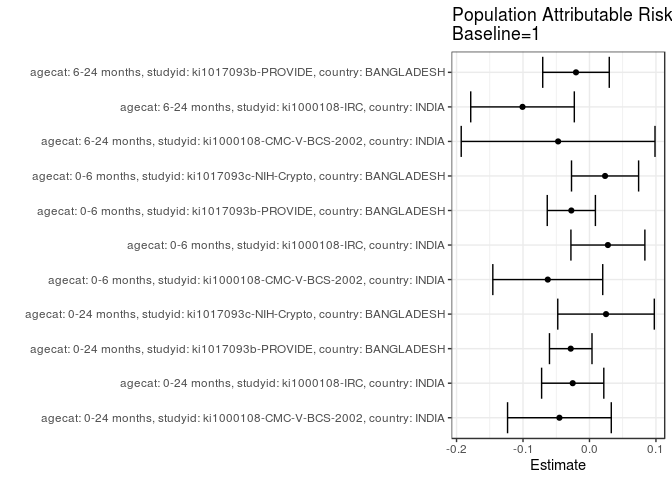 Population Attributable Risk
Baseline=1
agecat: 6-24 months, studyid: ki1017093b-PROVIDE, country: BANGLADESH
agecat: 6-24 months, studyid: ki1000108-IRC, country: INDIA
agecat: 6-24 months, studyid: ki1000108-CMC-V-BCS-2002, country: INDIA
agecat: 0-6 months, studyid: ki1017093c-NIH-Crypto, country: BANGLADESH
agecat: 0-6 months, studyid: ki1017093b-PROVIDE, country: BANGLADESH
agecat: 0-6 months, studyid: ki1000108-IRC, country: INDIA
agecat: 0-6 months, studyid: ki1000108-CMC-V-BCS-2002, country: INDIA
agecat: 0-24 months, studyid: ki1017093c-NIH-Crypto, country: BANGLADESH
agecat: 0-24 months, studyid: ki1017093b-PROVIDE, country: BANGLADESH
agecat: 0-24 months, studyid: ki1000108-IRC, country: INDIA
agecat: 0-24 months, studyid: ki1000108-CMC-V-BCS-2002, country: INDIA
-0.2 -0.1 0.0 0.1
Estimate